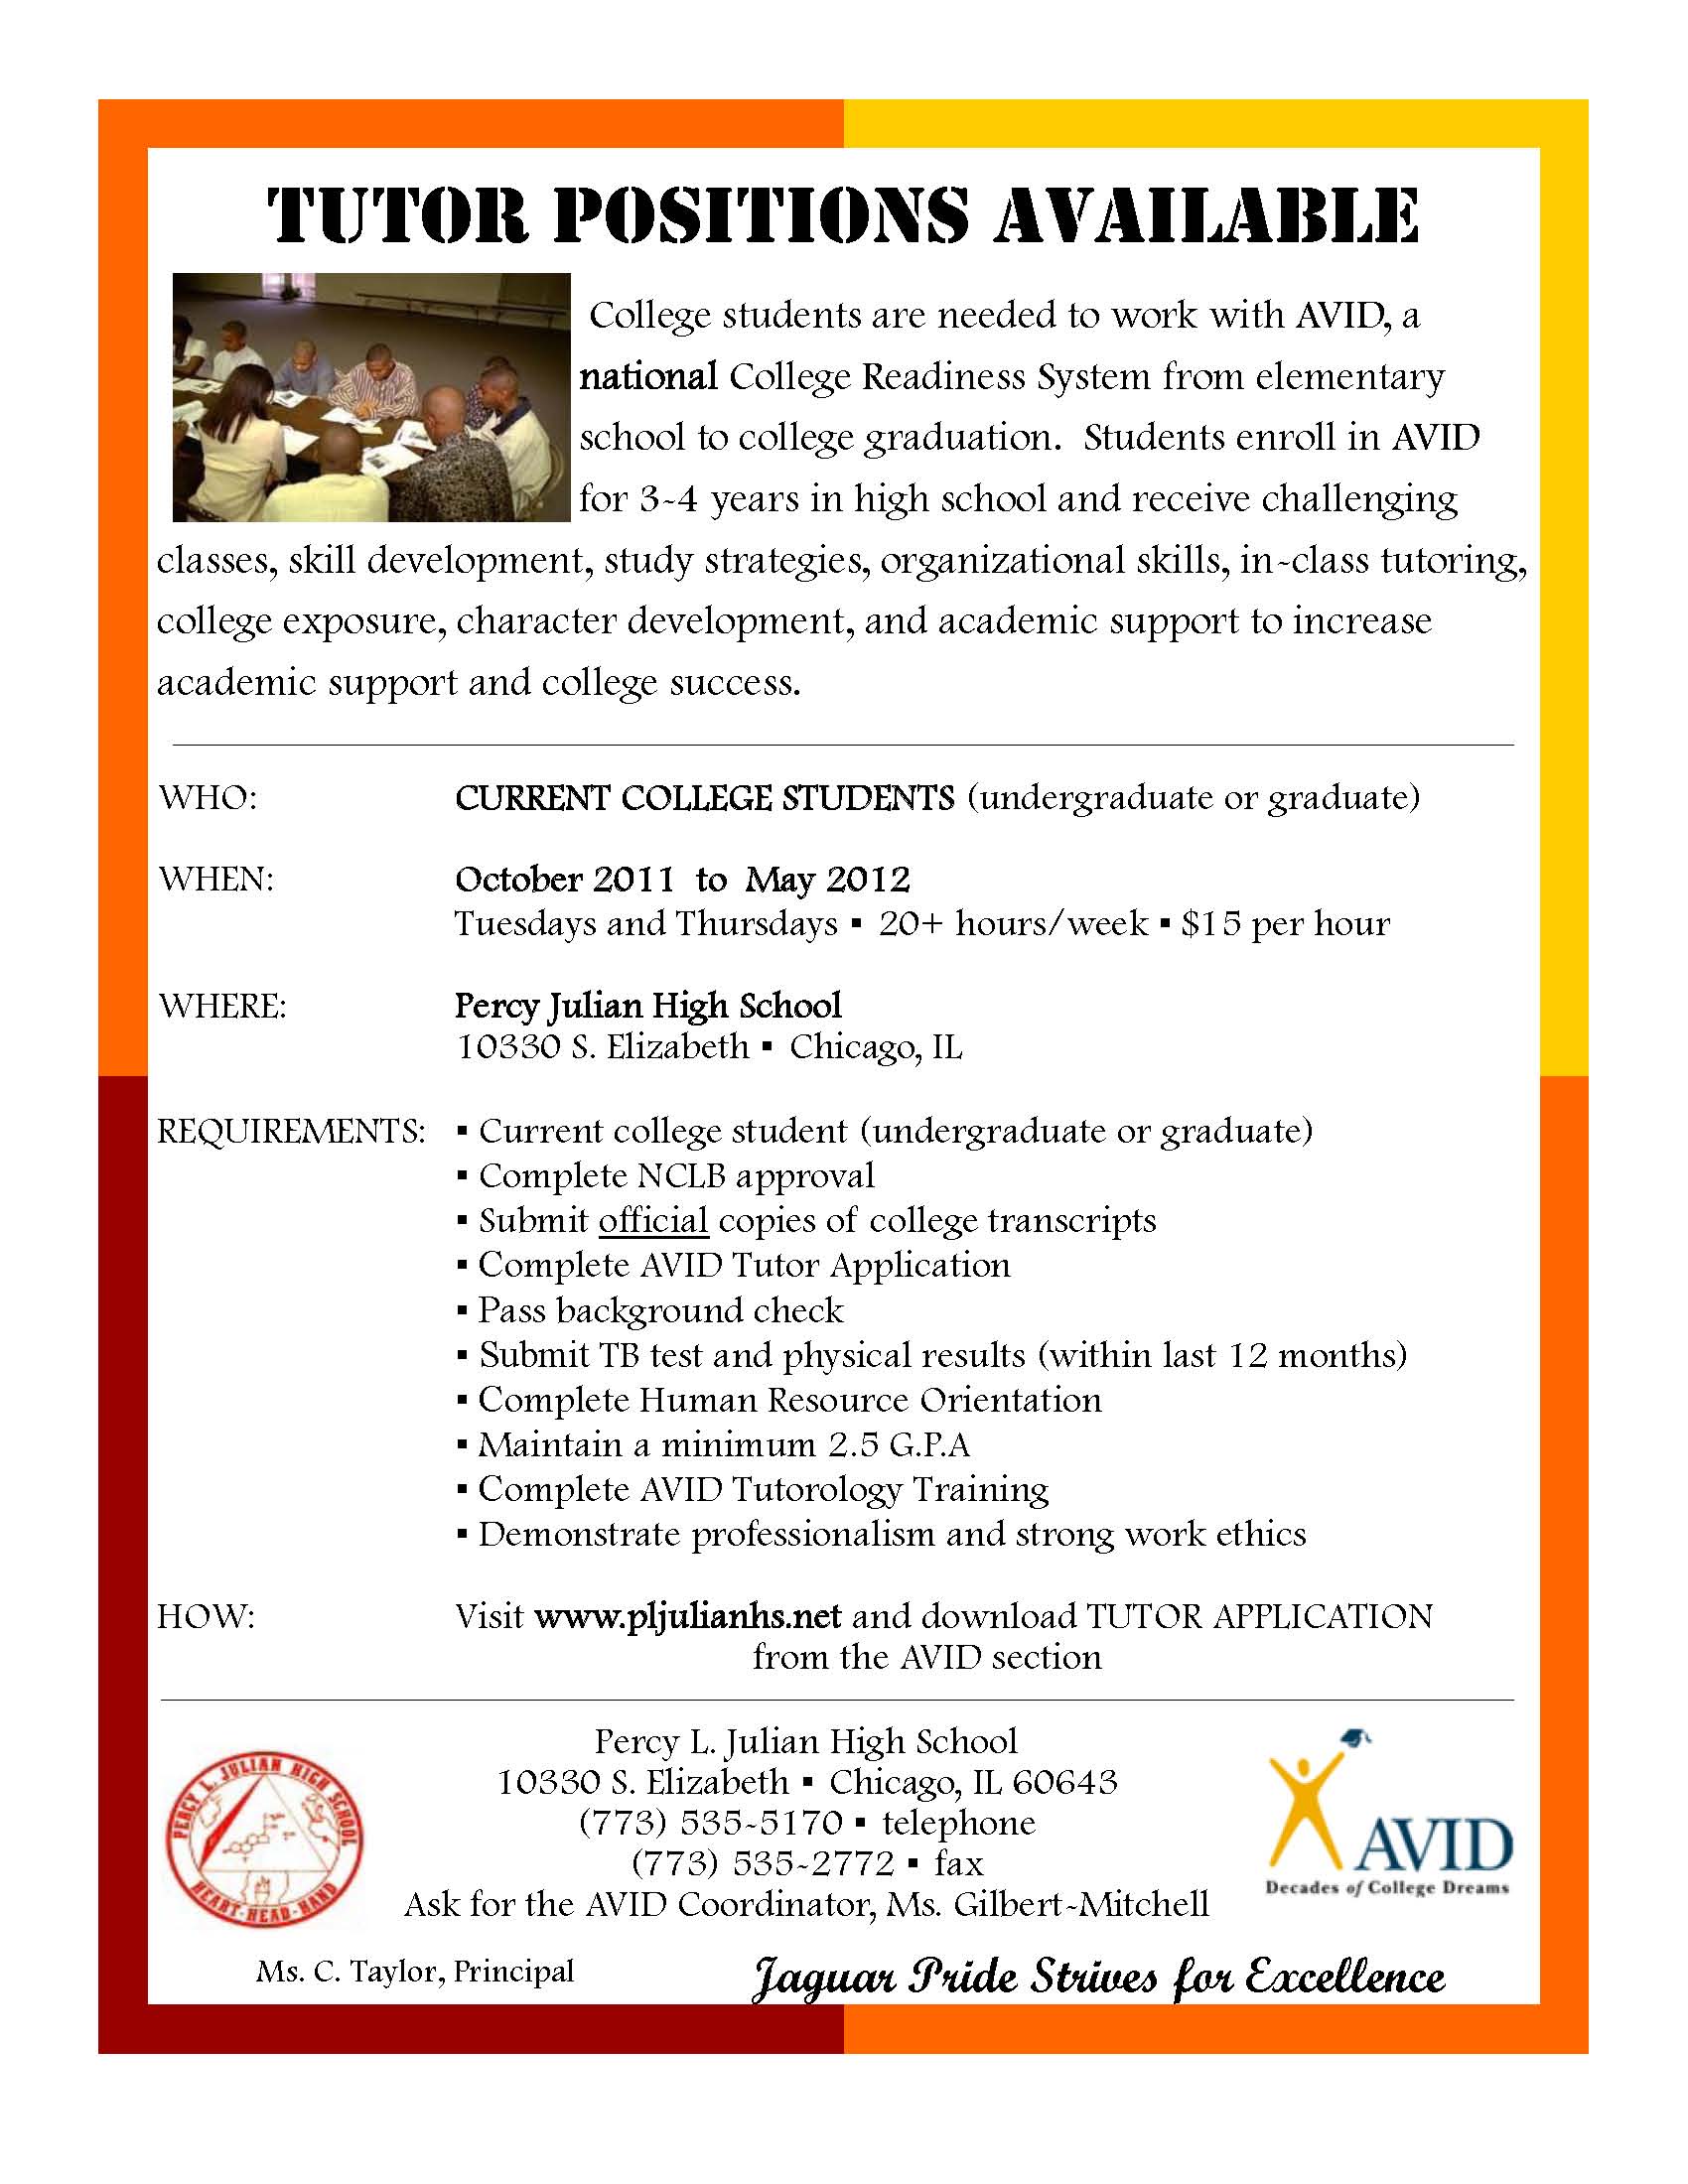 TUTOR POSITIONS AVAILABLE
College students are needed to work with AVID, a
national College Readiness System from elementary
school to college graduation.  Students enroll in AVID
for 3-4 years in high school and receive challenging
classes, skill development, study strategies, organizational skills, in-class tutoring,
college exposure, character development, and academic support to increase
academic support and college success.
WHO: CURRENT COLLEGE STUDENTS (undergraduate or graduate)
WHEN: October 2011  to  May 2012
Tuesdays and Thursdays ▪ 20+ hours/week ▪ $15 per hour
WHERE: Percy Julian High School
10330 S. Elizabeth ▪ Chicago, IL
REQUIREMENTS: ▪ Current college student (undergraduate or graduate)
▪ Complete NCLB approval
▪ Submit official copies of college transcripts
▪ Complete AVID Tutor Application
▪ Pass background check
▪ Submit TB test and physical results (within last 12 months)
▪ Complete Human Resource Orientation
▪ Maintain a minimum 2.5 G.P.A
▪ Complete AVID Tutorology Training
▪ Demonstrate professionalism and strong work ethics
HOW: Visit www.pljulianhs.net and download TUTOR APPLICATION
from the AVID section
PERCY L. JULIAN HIGH SCHOOL
HEART-HEAD-HAND
Percy L. Julian High School
10330 S. Elizabeth ▪ Chicago, IL 60643
(773) 535-5170 ▪ telephone
(773) 535-2772 ▪ fax
Ask for the AVID Coordinator, Ms. Gilbert-Mitchell
AVID
Decades of College Dreams
Ms. C. Taylor, Principal
Jaguar Pride Strives for Excellence